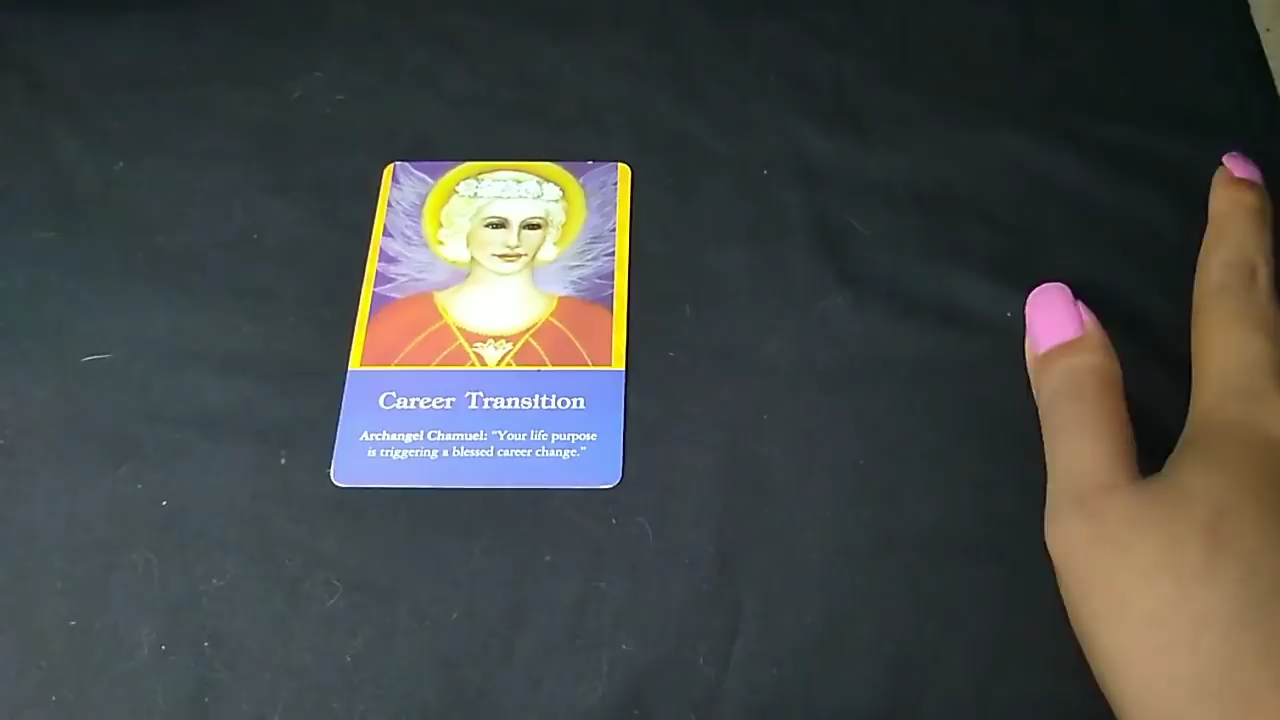 Career Transition
Archangel Chamuel: "Your life purpose
is triggering a blessed career change."